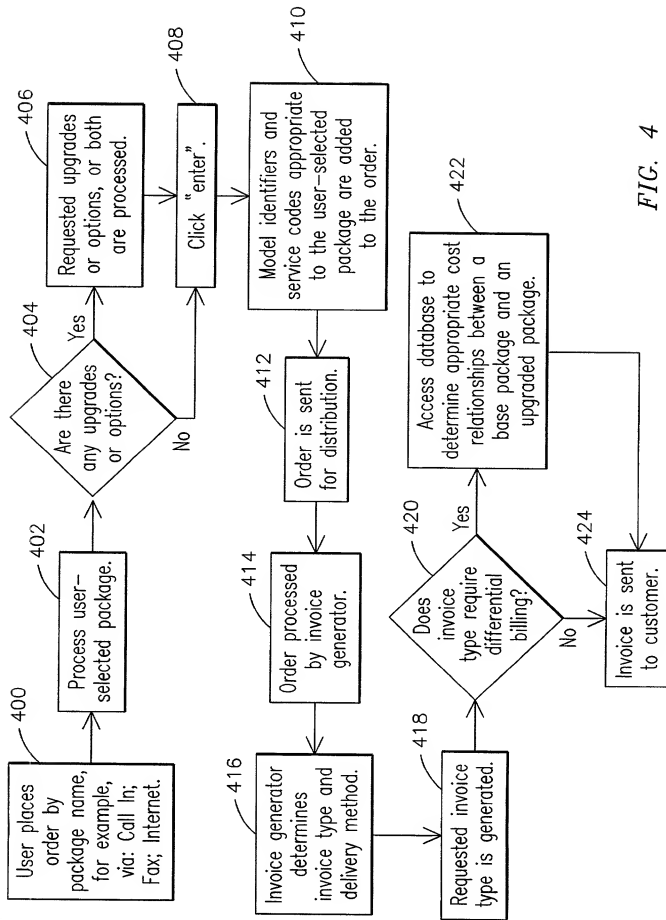 400
User places
order by
package name,
for example,
via: Call In;
Fax; Internet.
402
Process user–
selected package.
404
Are there
any upgrades
or options?
Yes
No
406
Requested upgrades
or options, or both
are processed.
408
Click "enter".
410
Model identifiers and
service codes appropriate
to the user–selected
package are added
to the order.
412
Order is sent
for distribution.
414
Order processed
by invoice
generator.
416
Invoice generator
determines
invoice type and
delivery method.
418
Requested invoice
type is generated.
420
Does
invoice
type require
differential
billing?
Yes
No
422
Access database to
determine appropriate cost
relationships between a
base package and an
upgraded package.
424
Invoice is sent
to customer.
FIG. 4